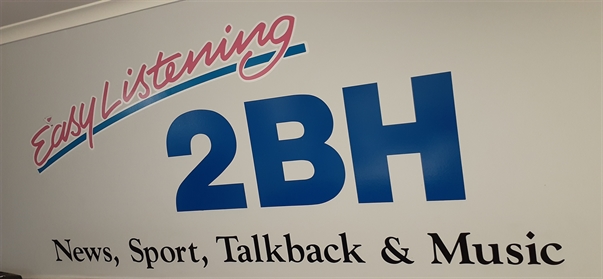 Easy Listening
2BH
News, Sport, Talkback & Music